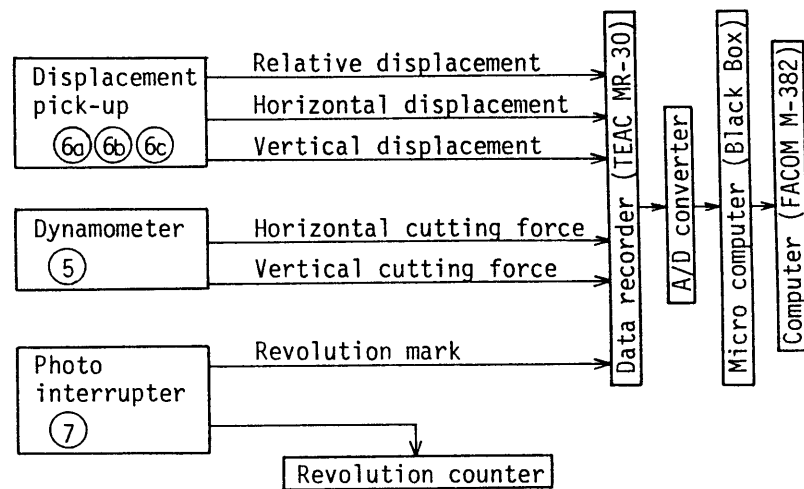 Displacement
pick-up
6a 6b 6c
Relative displacement
Horizontal displacement
Vertical displacement
Dynamometer
5
Horizontal cutting force
Vertical cutting force
Photo
interrupter
7
Revolution mark
Revolution counter
Data recorder (TEAC MR-30)
A/D converter
Micro computer (Black Box)
Computer (FACOM M-382)